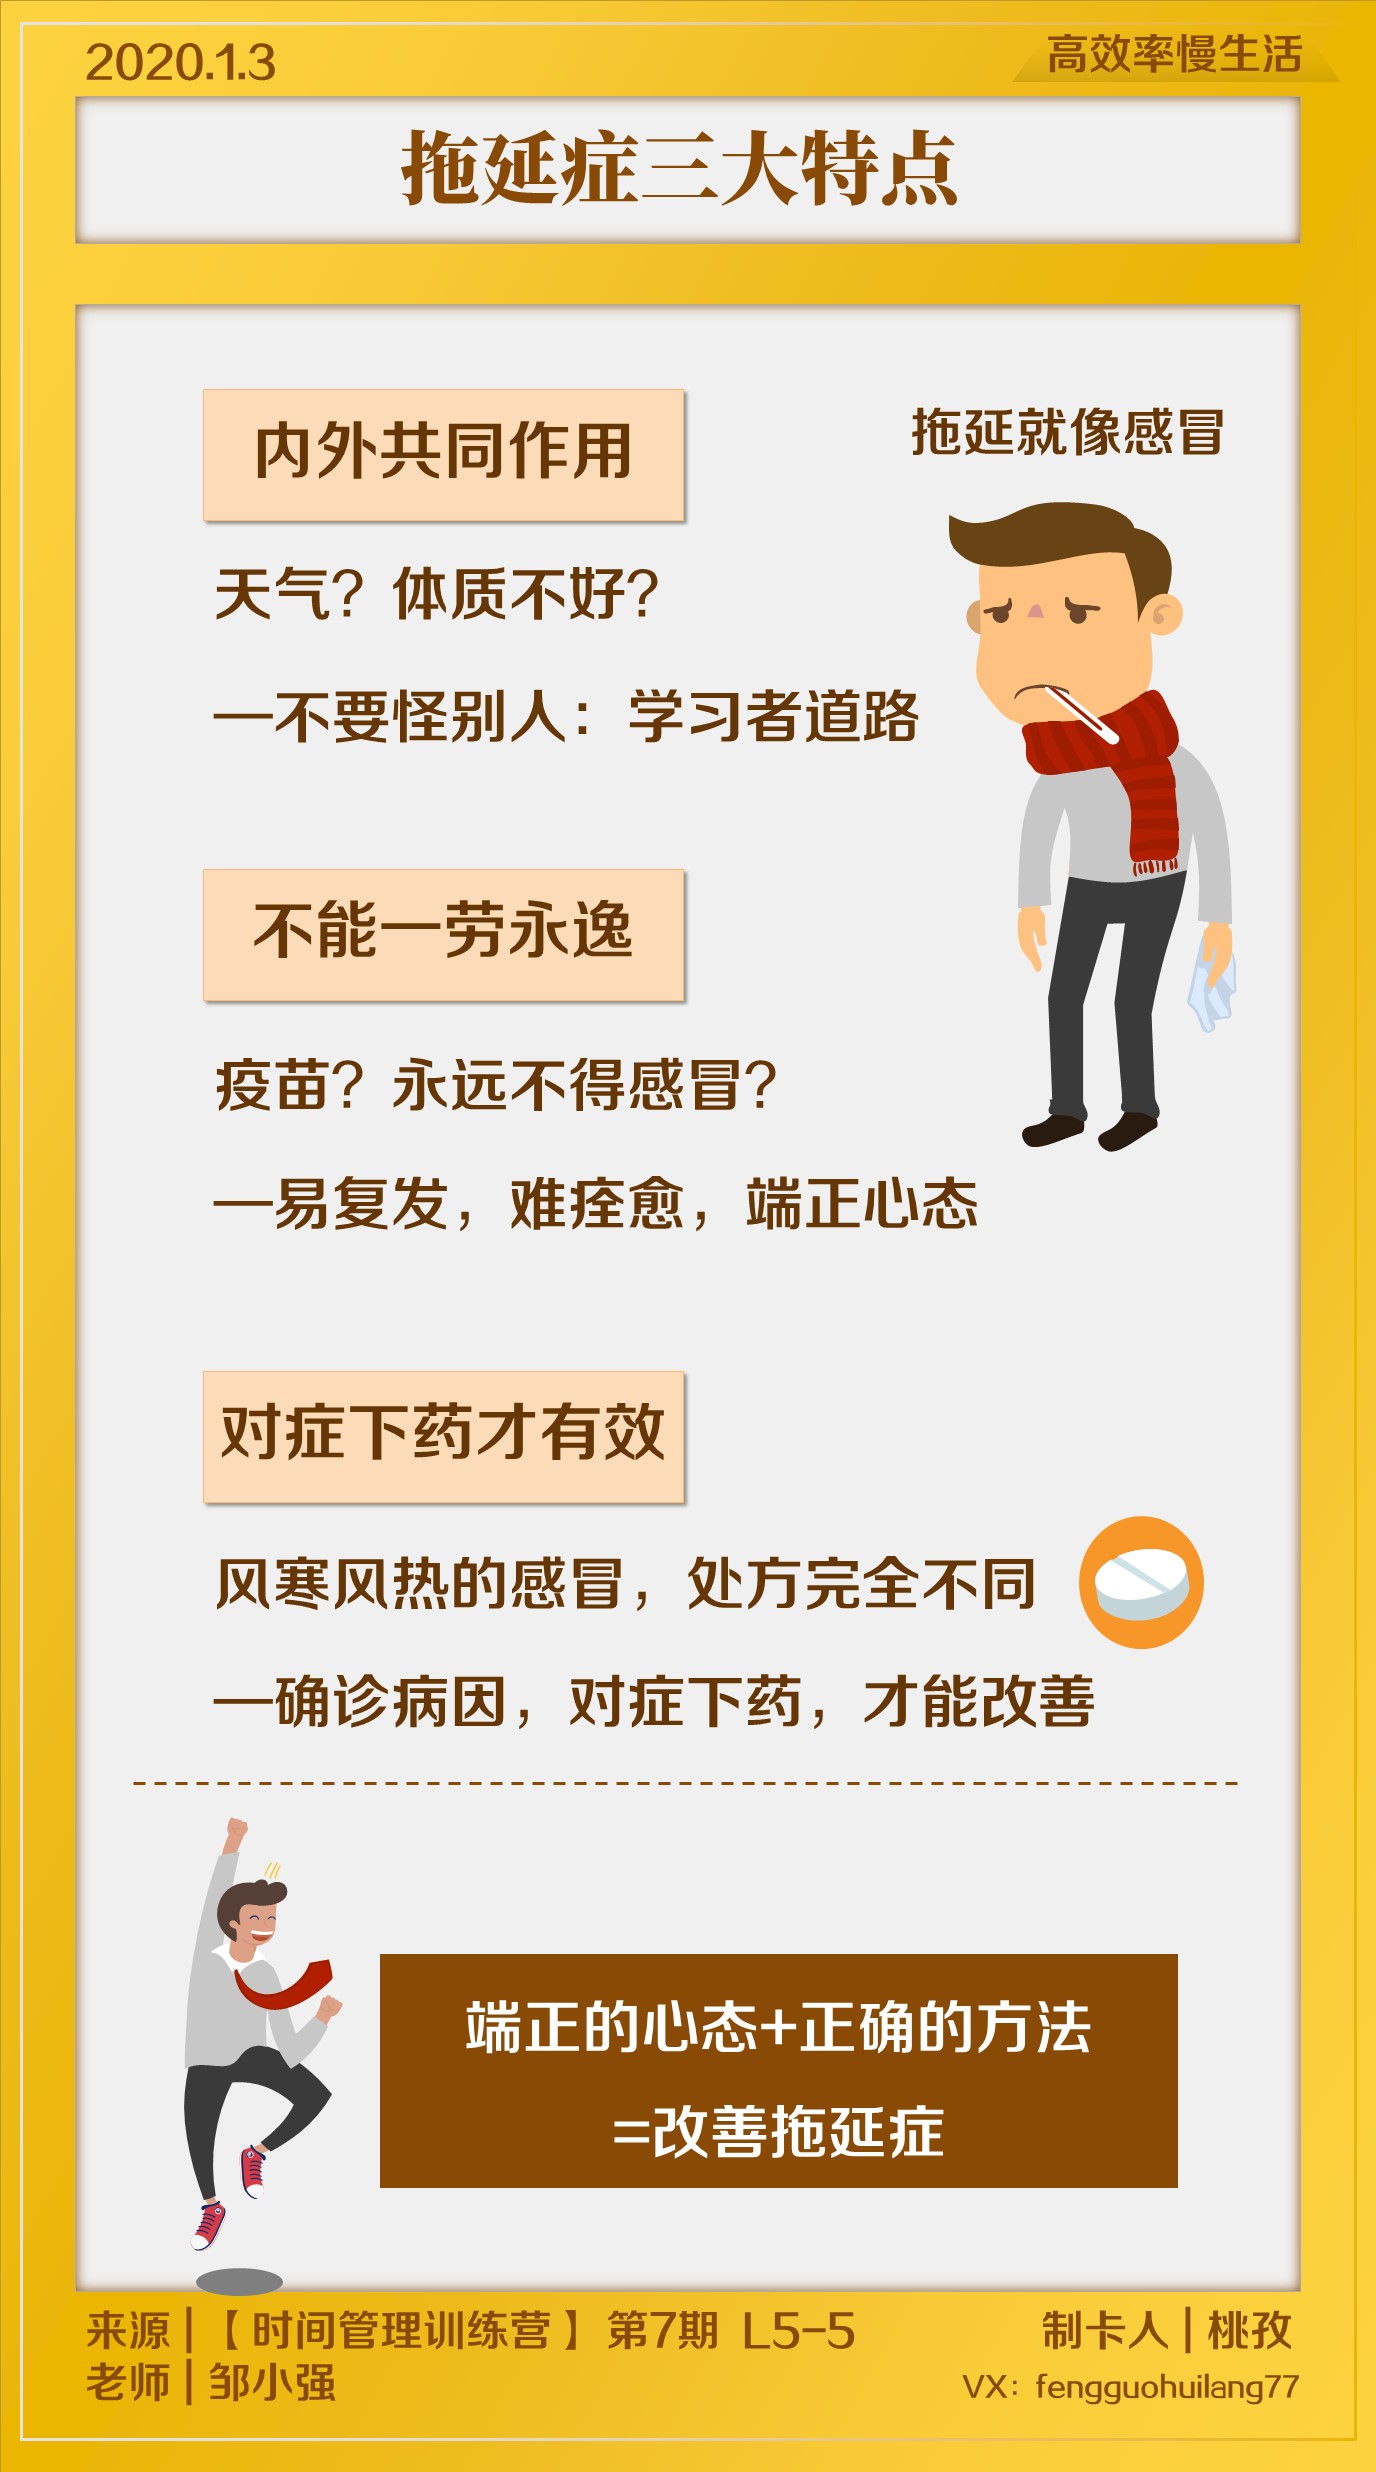 2020.1.3
高效率慢生活
拖延症三大特点
内外共同作用
拖延就像感冒
天气？体质不好？
—不要怪别人：学习者道路
不能一劳永逸
疫苗？永远不得感冒？
—易复发，难痊愈，端正心态
对症下药才有效
风寒风热的感冒，处方完全不同
—确诊病因，对症下药，才能改善
端正的心态+正确的方法
=改善拖延症
来源|【时间管理训练营】第7期 L5-5
制卡人|桃孜
老师|邹小强
VX：fengguohuilang77